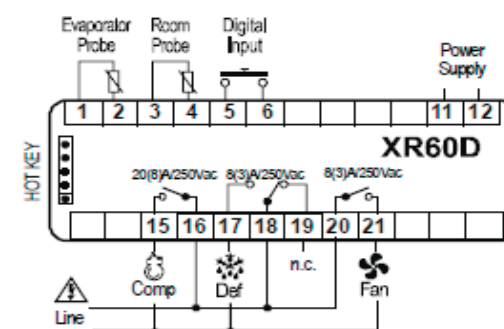 Evaporator Probe
Room Probe
Digital Input
Power Supply
1 2 3 4 5 6 11 12
XR60D
HOT KEY
20(8)A/250Vac 8(3)A/250Vac 8(3)A/250Vac
15 16 17 18 19 20 21
Comp Def n.c. Fan
Line